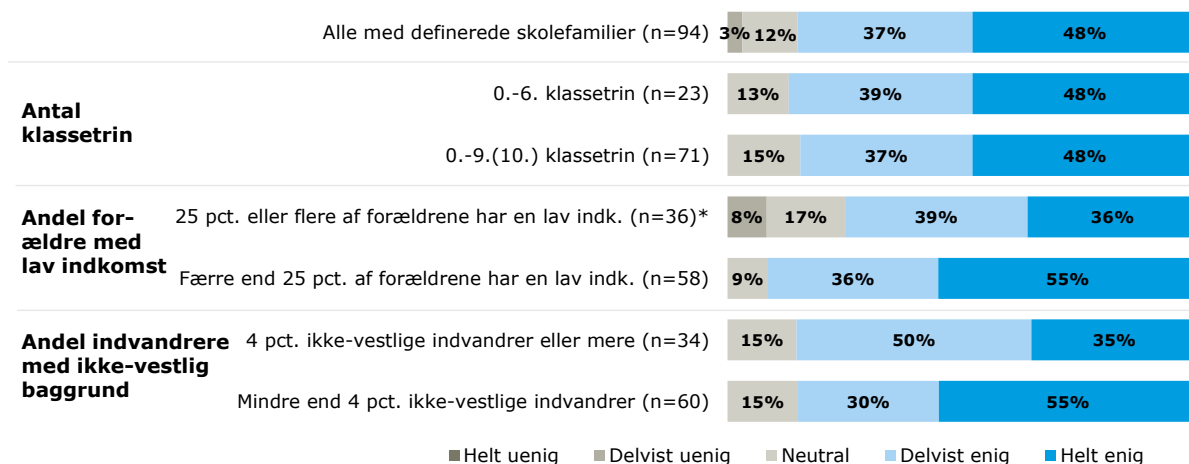 Alle med definerede skolefamilier (n=94) 3% 12% 37% 48%
Antal
klassetrin
0.-6. klassetrin (n=23) 13% 39% 48%
0.-9.(10.) klassetrin (n=71) 15% 37% 48%
Andel for-
ældre med
lav indkomst
25 pct. eller flere af forældrene har en lav indk. (n=36)* 8% 17% 39% 36%
Færre end 25 pct. af forældrene har en lav indk. (n=58) 9% 36% 55%
Andel indvandrere
med ikke-vestlig
baggrund
4 pct. ikke-vestlige indvandrer eller mere (n=34) 15% 50% 35%
Mindre end 4 pct. ikke-vestlige indvandrer (n=60) 15% 30% 55%
Helt uenig Delvist uenig Neutral Delvist enig Helt enig